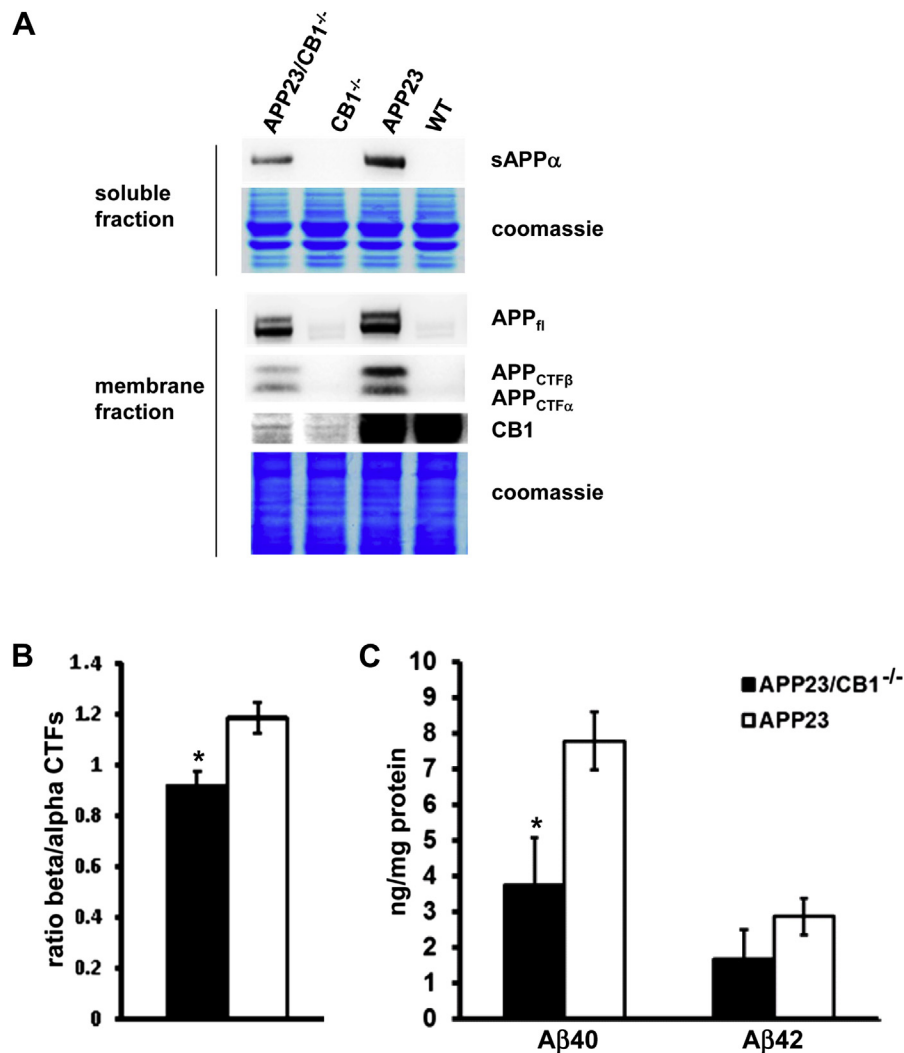 A
APP23/CB1-/-
CB1-/-
APP23
WT
sAPPα
soluble
fraction
coomassie
APPfl
membrane
fraction
APPCTFβ
APPCTFα
CB1
coomassie
B
ratio beta/alpha CTFs
1.4
1.2
1
0.8
0.6
0.4
0.2
0
*
C
ng/mg protein
10
9
8
7
6
5
4
3
2
1
0
*
APP23/CB1-/-
APP23
Aβ40
Aβ42